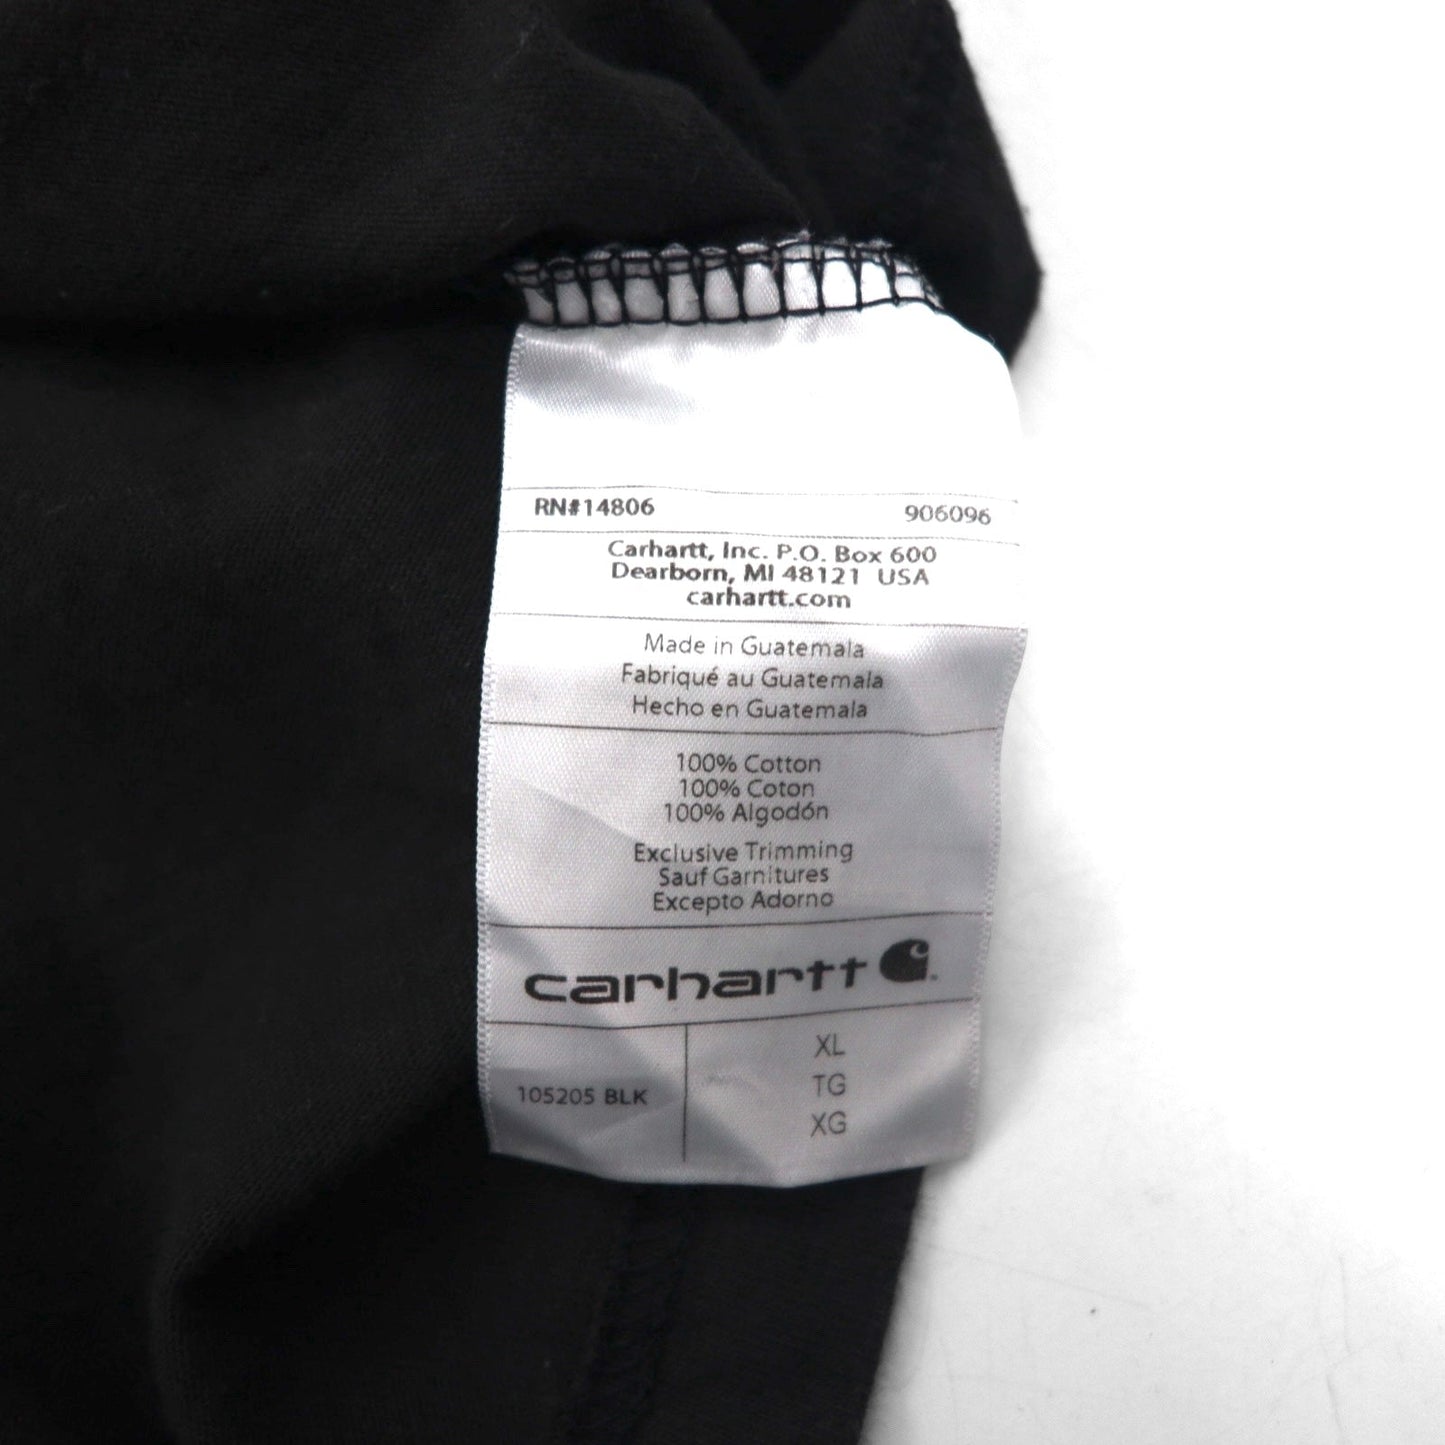 RN#14806 906096
Carhartt, Inc. P.O. Box 600
Dearborn, MI 48121 USA
carhartt.com
Made in Guatemala
Fabriqué au Guatemala
Hecho en Guatemala
100% Cotton
100% Coton
100% Algodón
Exclusive Trimming
Sauf Garnitures
Excepto Adorno
carhartt
XL
105205 BLK TG
XG